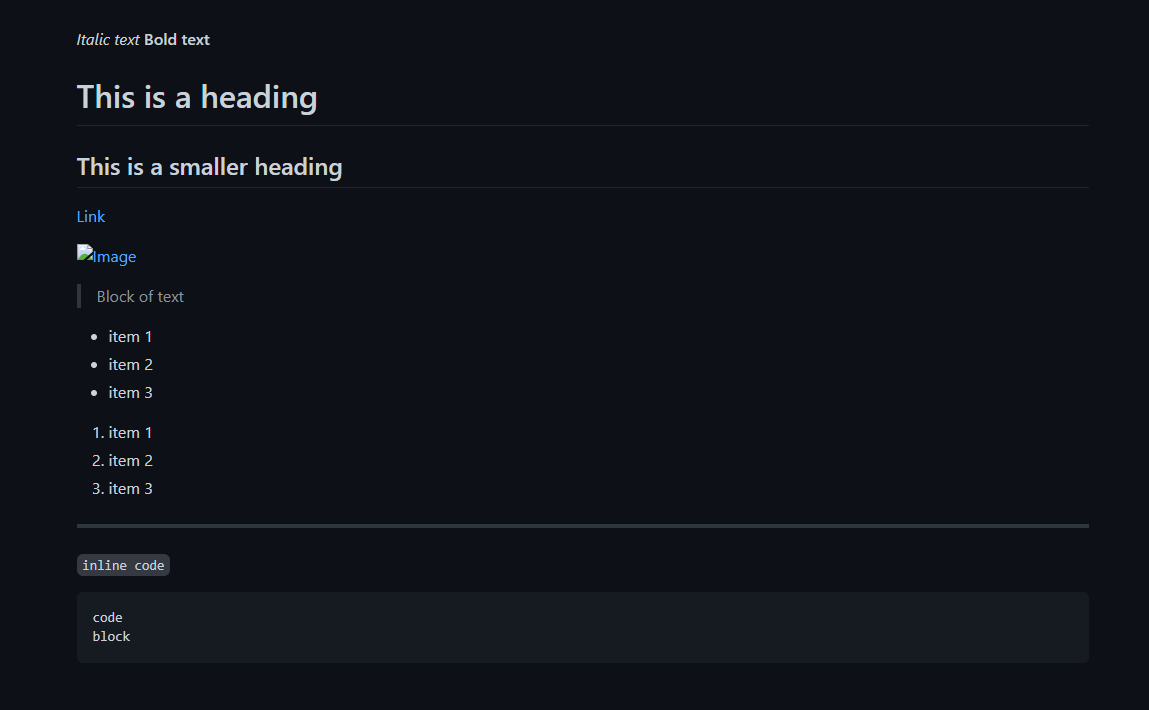 Italic text Bold text
This is a heading
This is a smaller heading
Link
Image
Block of text
item 1
item 2
item 3
1. item 1
2. item 2
3. item 3
inline code
code
block